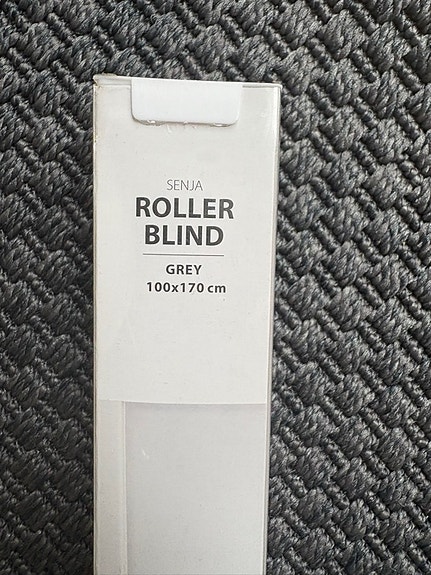 SENJA
ROLLER
BLIND
GREY
100x170 cm